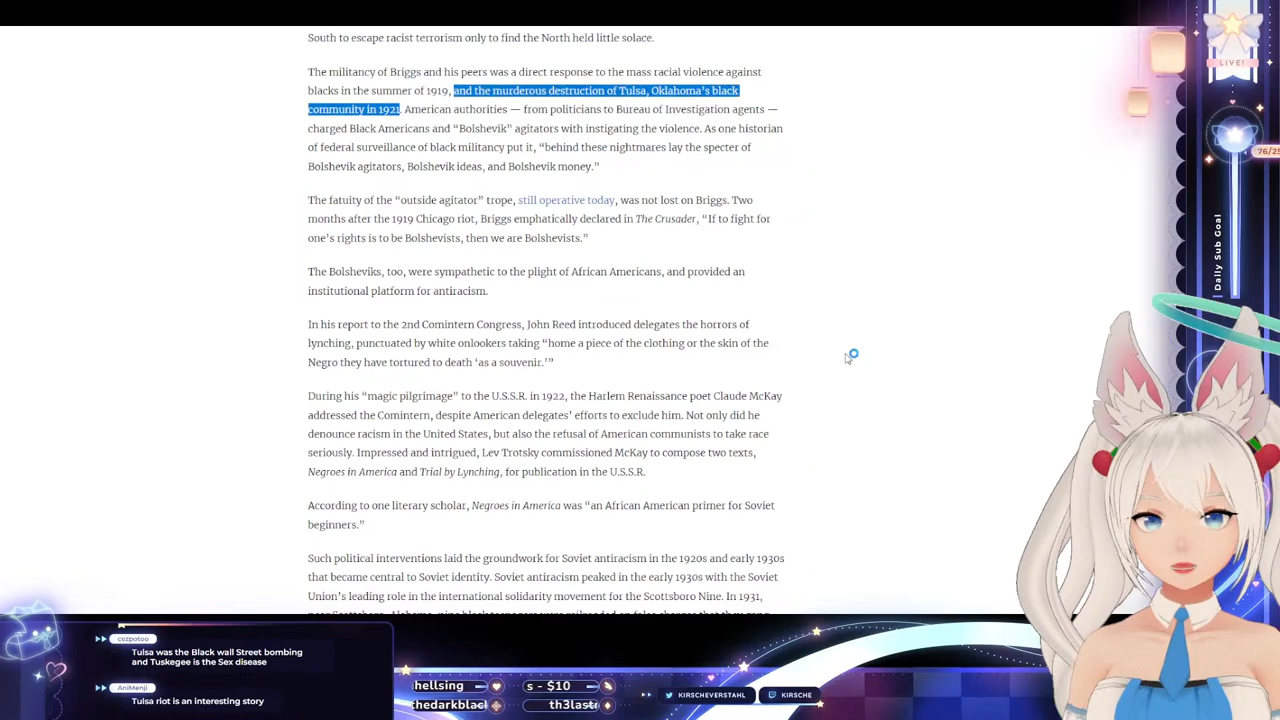 South to escape racist terrorism only to find the North held little solace.
The militancy of Briggs and his peers was a direct response to the mass racial violence against
blacks in the summer of 1919, and the murderous destruction of Tulsa, Oklahoma's black
community in 1921. American authorities — from politicians to Bureau of Investigation agents —
charged Black Americans and “Bolshevik” agitators with instigating the violence. As one historian
of federal surveillance of black militancy put it, “behind these nightmares lay the specter of
Bolshevik agitators, Bolshevik ideas, and Bolshevik money.”
The fatuity of the “outside agitator” trope, still operative today, was not lost on Briggs. Two
months after the 1919 Chicago riot, Briggs emphatically declared in The Crusader, “If to fight for
one's rights is to be Bolshevists, then we are Bolshevists.”
The Bolsheviks, too, were sympathetic to the plight of African Americans, and provided an
institutional platform for antiracism.
In his report to the 2nd Comintern Congress, John Reed introduced delegates the horrors of
lynching, punctuated by white onlookers taking “home a piece of the clothing or the skin of the
Negro they have tortured to death ‘as a souvenir.’”
During his “magic pilgrimage” to the U.S.S.R. in 1922, the Harlem Renaissance poet Claude McKay
addressed the Comintern, despite American delegates' efforts to exclude him. Not only did he
denounce racism in the United States, but also the refusal of American communists to take race
seriously. Impressed and intrigued, Lev Trotsky commissioned McKay to compose two texts,
Negroes in America and Trial by Lynching, for publication in the U.S.S.R.
According to one literary scholar, Negroes in America was “an African American primer for Soviet
beginners.”
Such political interventions laid the groundwork for Soviet antiracism in the 1920s and early 1930s
that became central to Soviet identity. Soviet antiracism peaked in the early 1930s with the Soviet
Union's leading role in the international solidarity movement for the Scottsboro Nine. In 1931,
LIVE!
76/25
Daily Sub Goal
cezpotoo
Tulsa was the Black wall Street bombing
and Tuskegee is the Sex disease
AniMenji
Tulsa riot is an interesting story
hellsing
s - $10
thedarkblac
th3last
KIRSCHEVERSTAHL
KIRSCHE